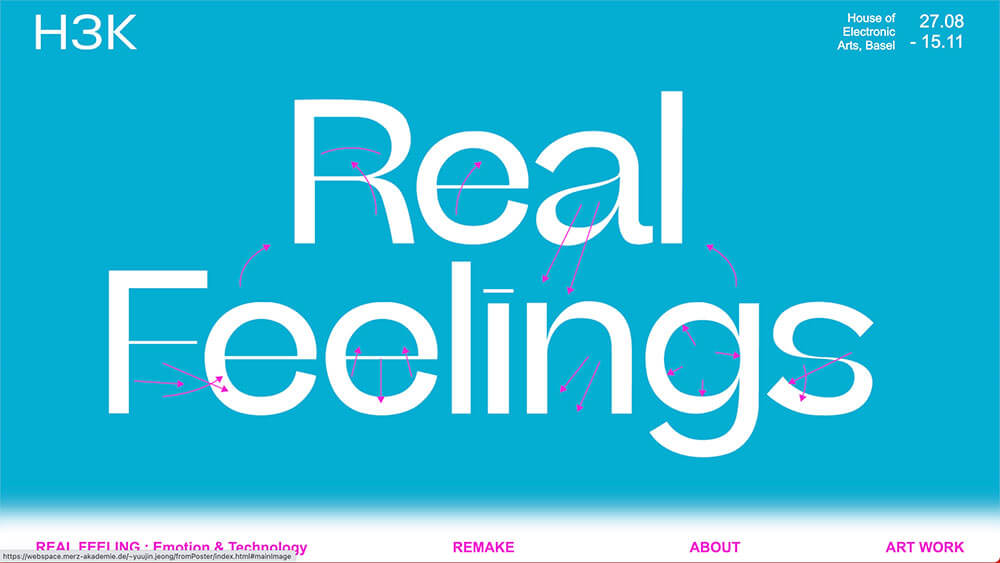 H3K
House of
Electronic
Arts, Basel
27.08
- 15.11
Real
Feelings
REAL FEELING : Emotion & Technology
REMAKE
ABOUT
ART WORK
https://webspace.merz-akademie.de/~yuujin.jeong/fromPoster/index.html#mainImage